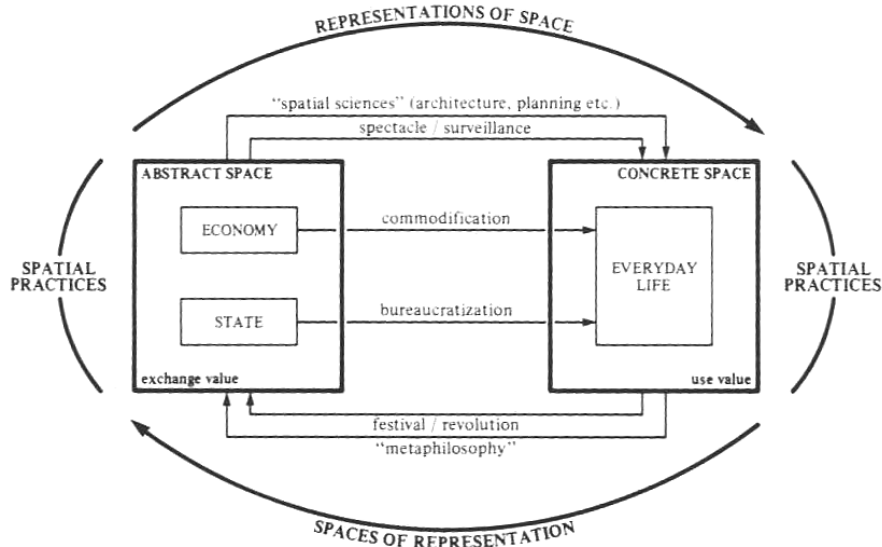 REPRESENTATIONS OF SPACE
"spatial sciences" (architecture, planning etc.)
spectacle / surveillance
ABSTRACT SPACE
CONCRETE SPACE
ECONOMY
commodification
EVERYDAY
LIFE
SPATIAL
PRACTICES
SPATIAL
PRACTICES
STATE
bureaucratization
exchange value
use value
festival / revolution
"metaphilosophy"
SPACES OF REPRESENTATION